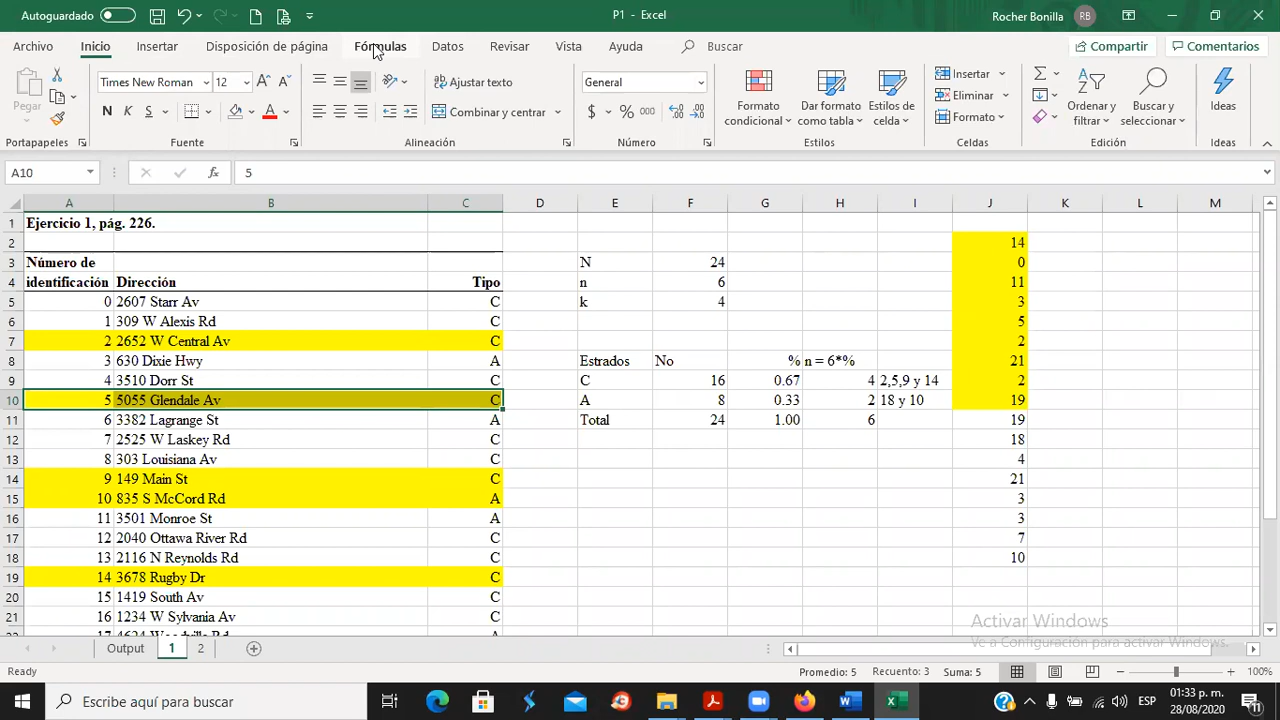 Autoguardado P1 - Excel Rocher Bonilla RB
Archivo Inicio Insertar Disposición de página Fórmulas Datos Revisar Vista Ayuda Buscar Compartir Comentarios
Pegar Times New Roman 12 Ajustar texto General Insertar
N K S Combinar y centrar $ % 000 Formato condicional Dar formato como tabla Estilos de celda Eliminar Formato Ordenar y filtrar Buscar y seleccionar Ideas
Portapapeles Fuente Alineación Número Estilos Celdas Edición Ideas
A10 fx 5
A B C D E F G H I J K L M
1 Ejercicio 1, pág. 226.
2 14
3 Número de N 24 0
4 identificación Dirección Tipo n 6 11
5 0 2607 Starr Av C k 4 3
6 1 309 W Alexis Rd C 5
7 2 2652 W Central Av C 2
8 3 630 Dixie Hwy A Estrados No % n = 6*% 21
9 4 3510 Dorr St C C 16 0.67 4 2,5,9 y 14 2
10 5 5055 Glendale Av C A 8 0.33 2 18 y 10 19
11 6 3382 Lagrange St A Total 24 1.00 6 19
12 7 2525 W Laskey Rd C 18
13 8 303 Louisiana Av C 4
14 9 149 Main St C 21
15 10 835 S McCord Rd A 3
16 11 3501 Monroe St A 3
17 12 2040 Ottawa River Rd C 7
18 13 2116 N Reynolds Rd C 10
19 14 3678 Rugby Dr C
20 15 1419 South Av C
21 16 1234 W Sylvania Av C
Activar Windows
Ve a Configuración para activar Windows.
Output 1 2
Ready Promedio: 5 Recuento: 3 Suma: 5 100%
Escribe aquí para buscar ESP 01:33 p. m.
28/08/2020 11